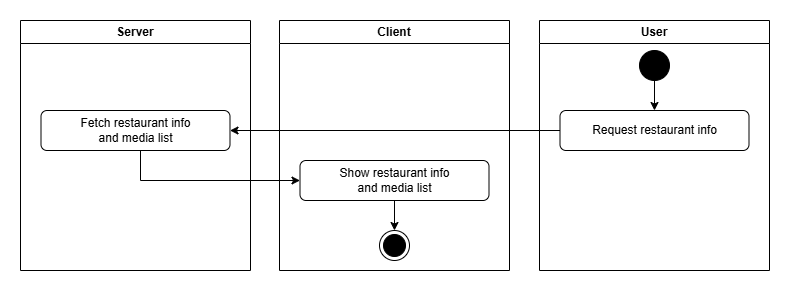 Server
Client
User
Fetch restaurant info
and media list
Request restaurant info
Show restaurant info
and media list